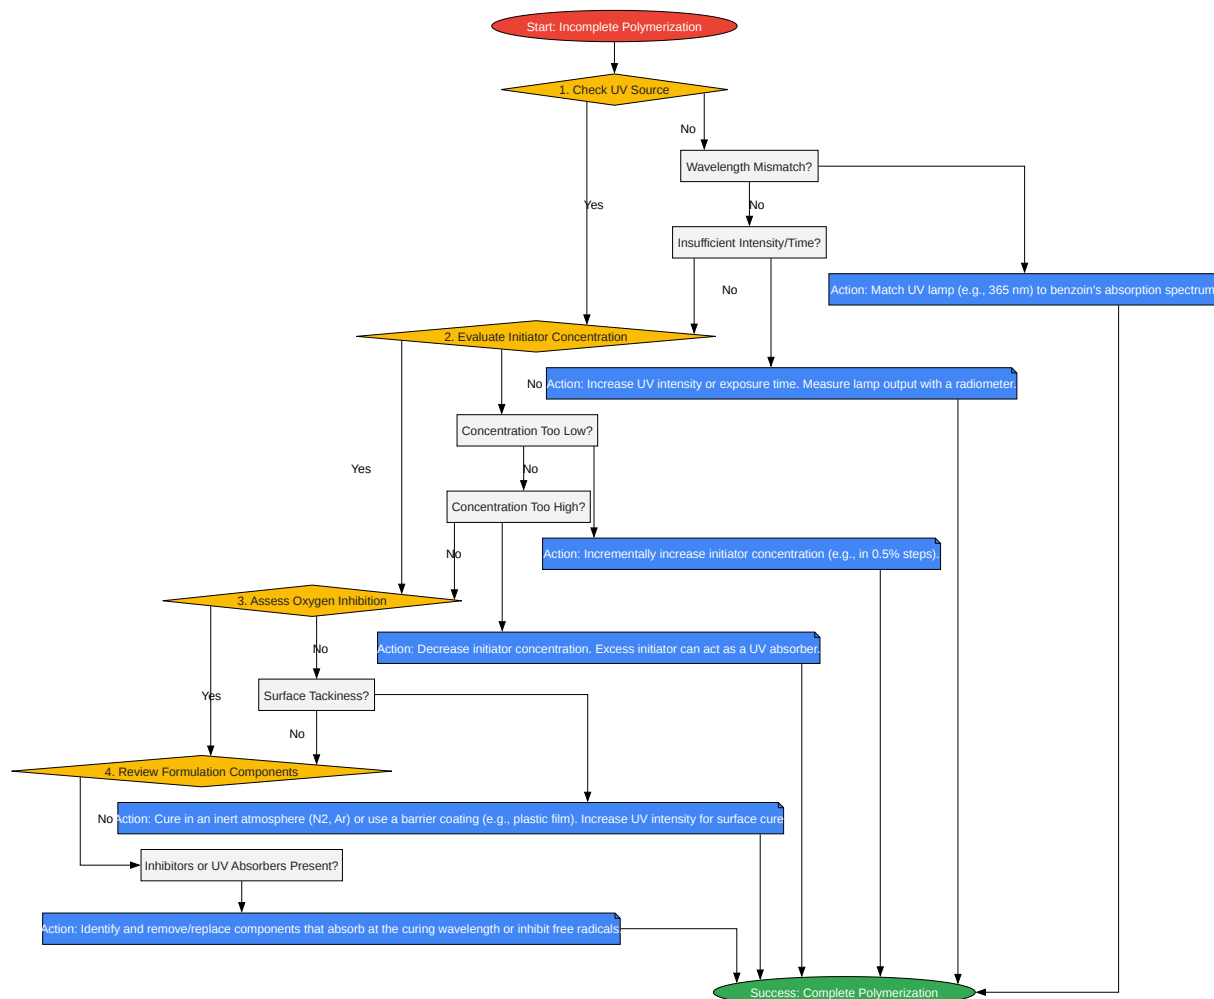 Start: Incomplete Polymerization
1. Check UV Source
No
Wavelength Mismatch?
Yes
No
Insufficient Intensity/Time?
No
Action: Match UV lamp (e.g., 365 nm) to benzoin's absorption spectrum
2. Evaluate Initiator Concentration
No
Action: Increase UV intensity or exposure time. Measure lamp output with a radiometer.
Concentration Too Low?
Yes
No
Concentration Too High?
No
Action: Incrementally increase initiator concentration (e.g., in 0.5% steps).
3. Assess Oxygen Inhibition
No
Action: Decrease initiator concentration. Excess initiator can act as a UV absorber.
Yes
Surface Tackiness?
No
4. Review Formulation Components
No
Action: Cure in an inert atmosphere (N2, Ar) or use a barrier coating (e.g., plastic film). Increase UV intensity for surface cure
Inhibitors or UV Absorbers Present?
Action: Identify and remove/replace components that absorb at the curing wavelength or inhibit free radicals.
Success: Complete Polymerization